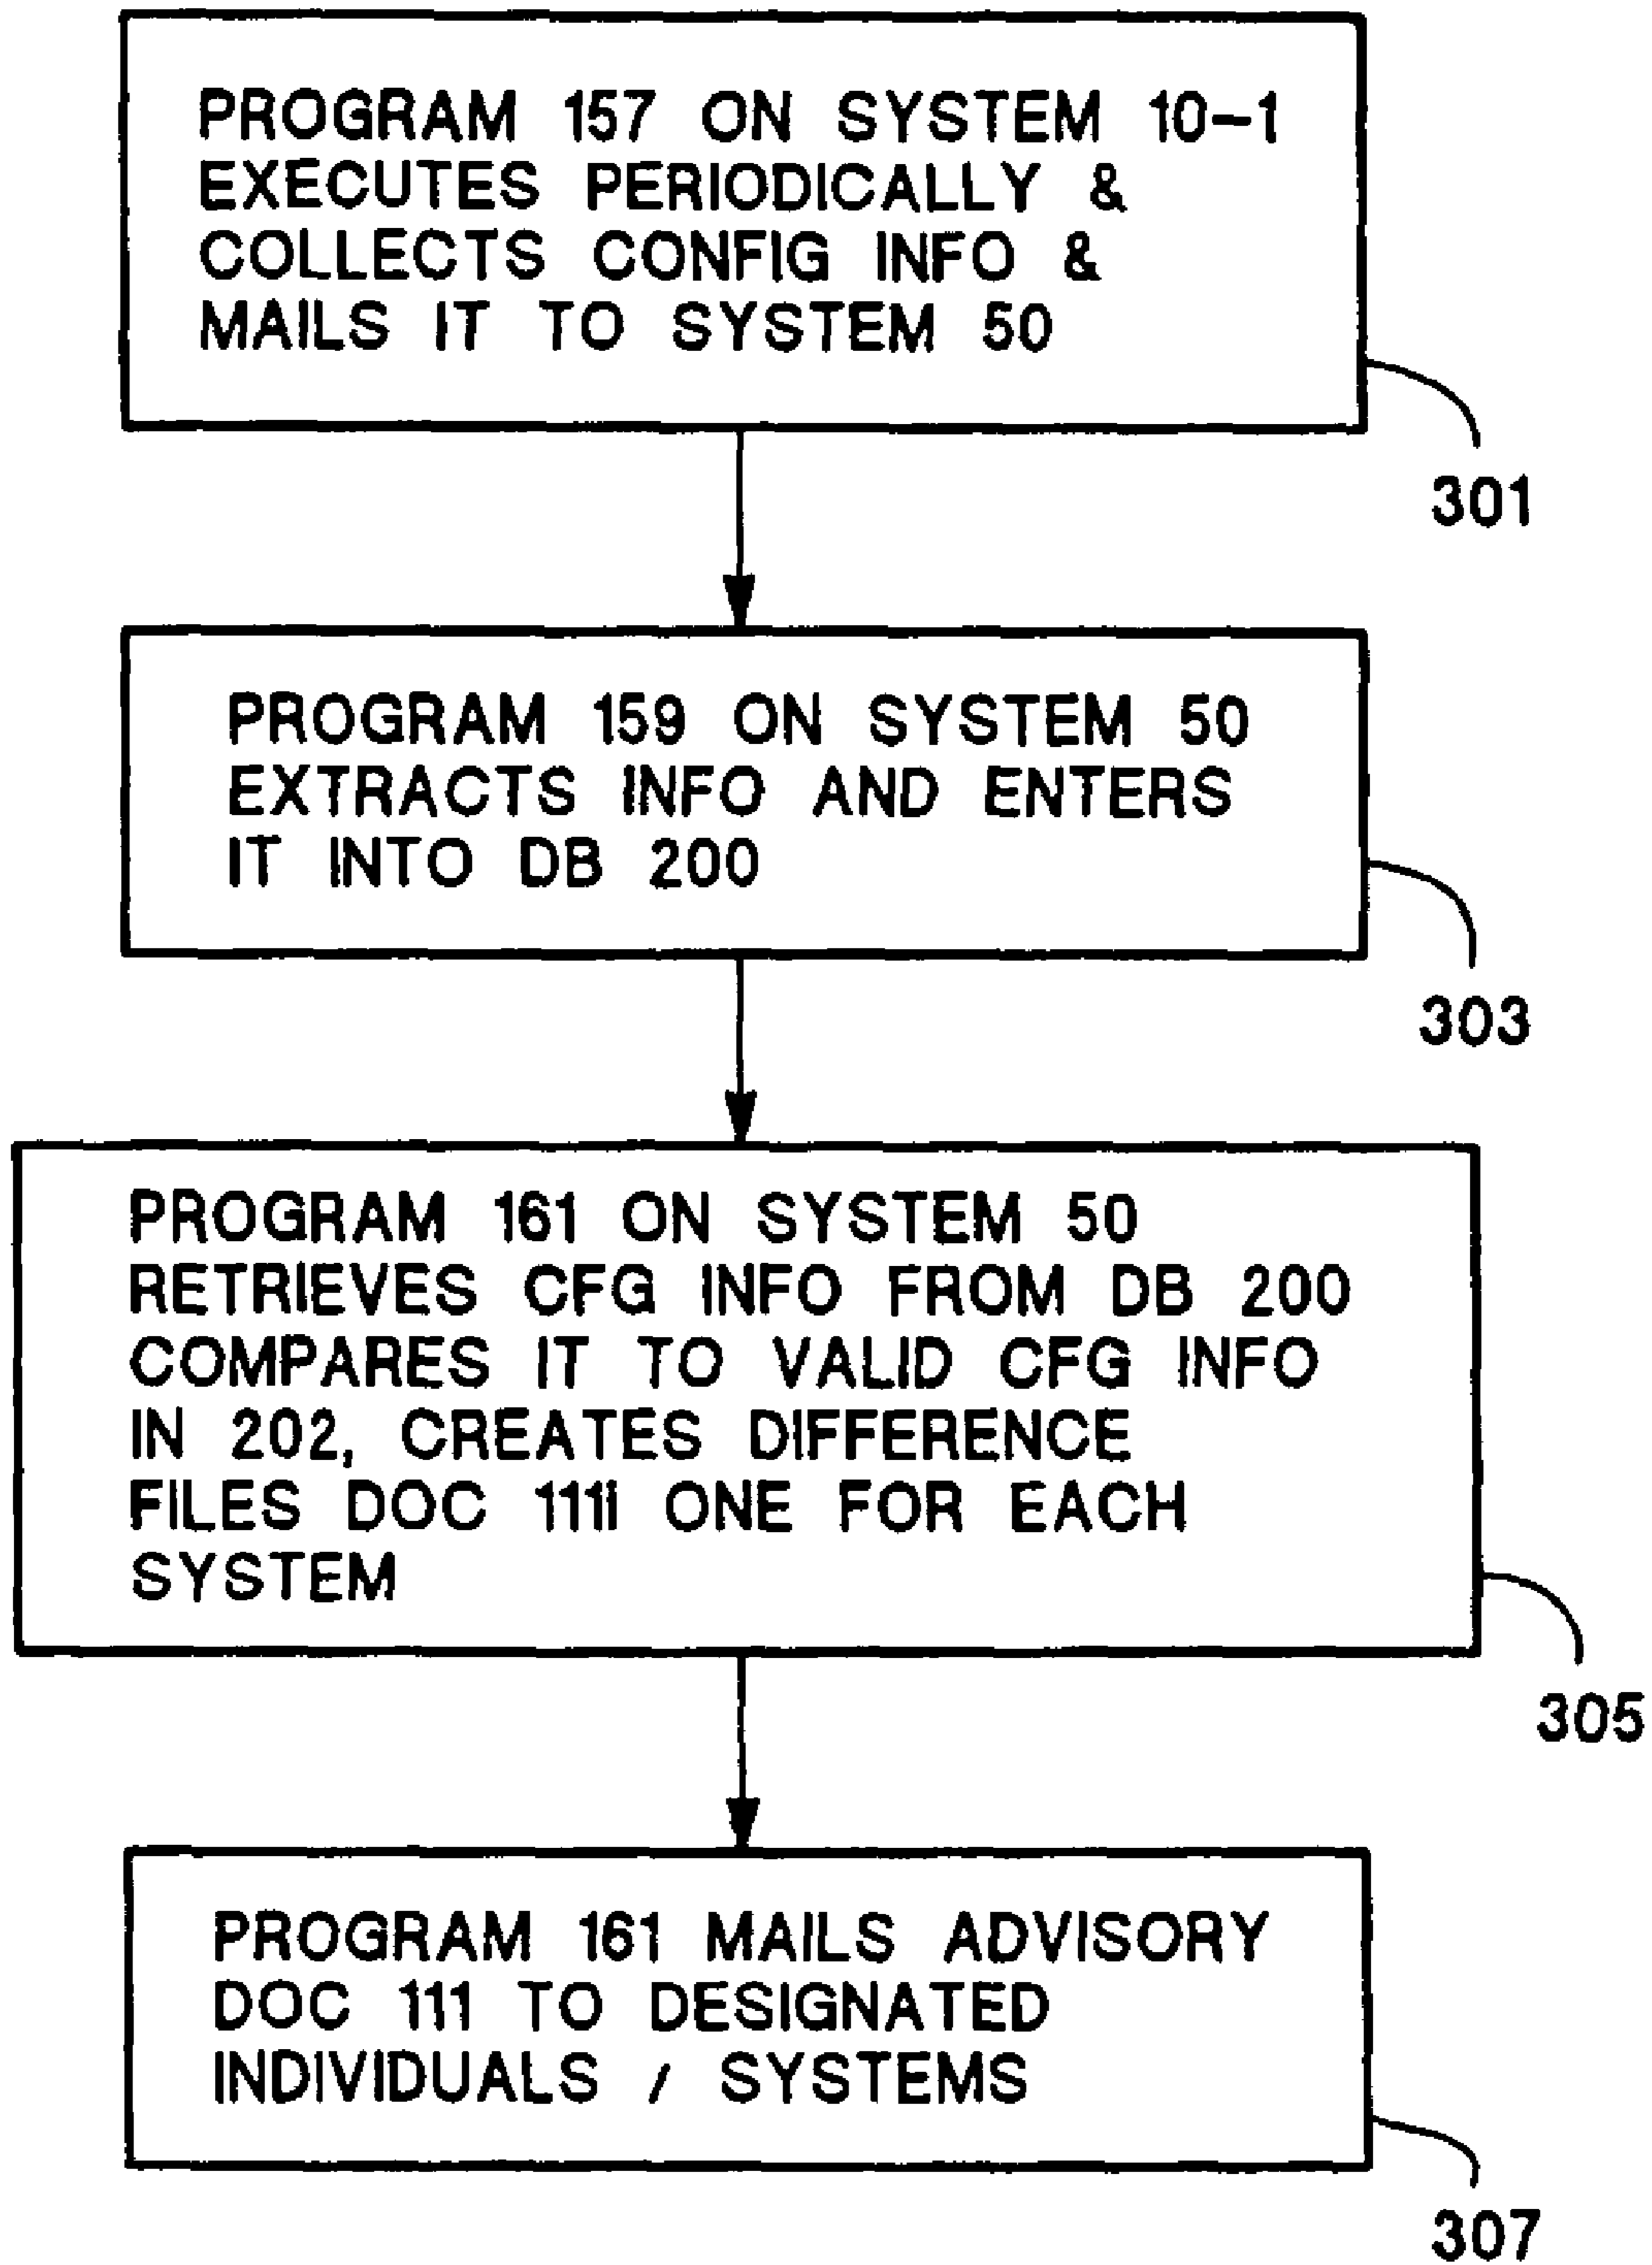 PROGRAM 157 ON SYSTEM 10-1
EXECUTES PERIODICALLY &
COLLECTS CONFIG INFO &
MAILS IT TO SYSTEM 50
301
PROGRAM 159 ON SYSTEM 50
EXTRACTS INFO AND ENTERS
IT INTO DB 200
303
PROGRAM 161 ON SYSTEM 50
RETRIEVES CFG INFO FROM DB 200
COMPARES IT TO VALID CFG INFO
IN 202, CREATES DIFFERENCE
FILES DOC 111i ONE FOR EACH
SYSTEM
305
PROGRAM 161 MAILS ADVISORY
DOC 111 TO DESIGNATED
INDIVIDUALS / SYSTEMS
307